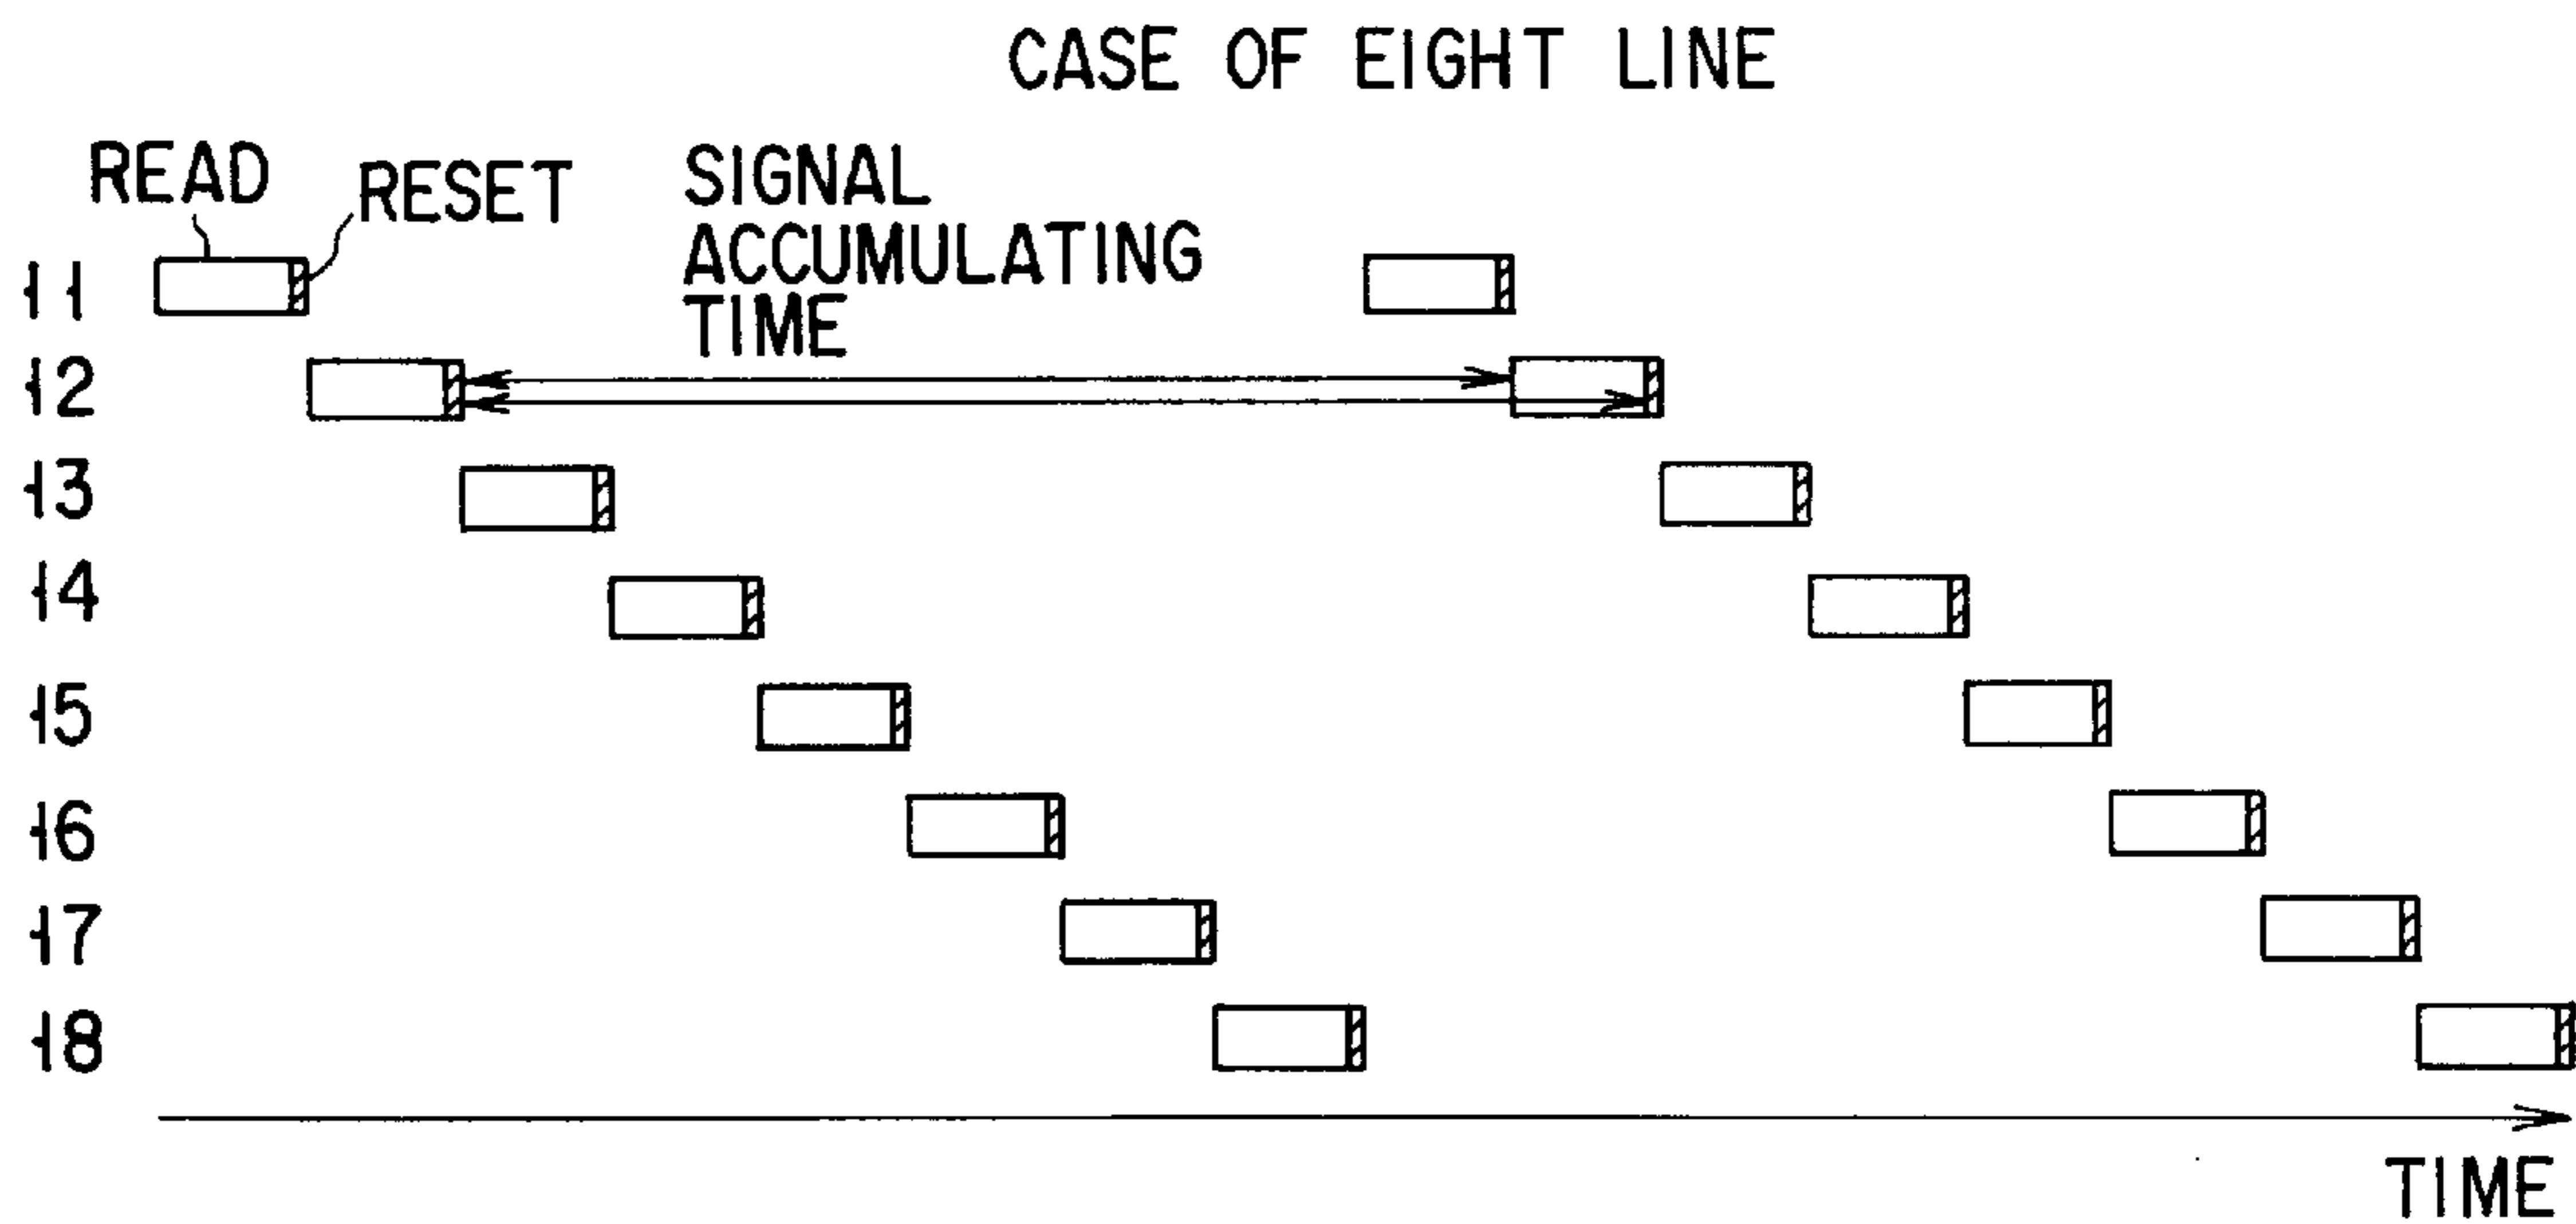 CASE OF EIGHT LINE
READ
RESET
SIGNAL
ACCUMULATING
TIME
11
12
13
14
15
16
17
18
TIME